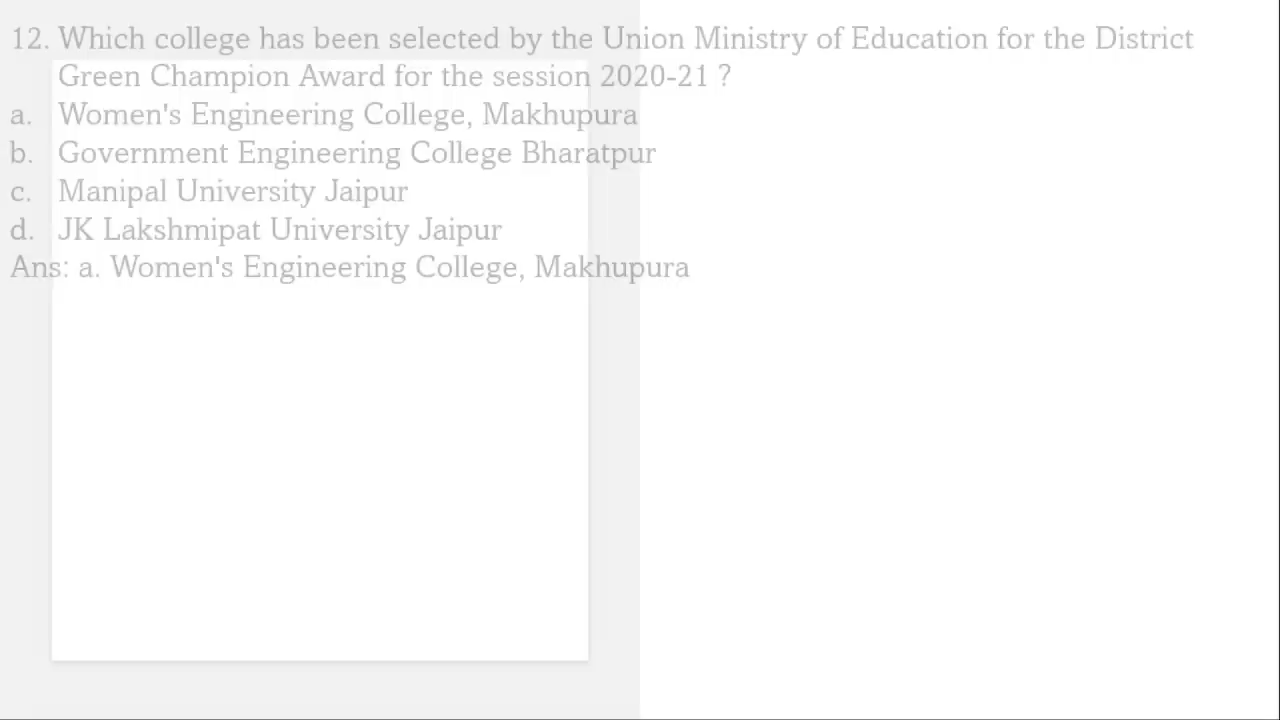 12. Which college has been selected by the Union Ministry of Education for the District
Green Champion Award for the session 2020-21 ?
a. Women's Engineering College, Makhupura
b. Government Engineering College Bharatpur
c. Manipal University Jaipur
d. JK Lakshmipat University Jaipur
Ans: a. Women's Engineering College, Makhupura